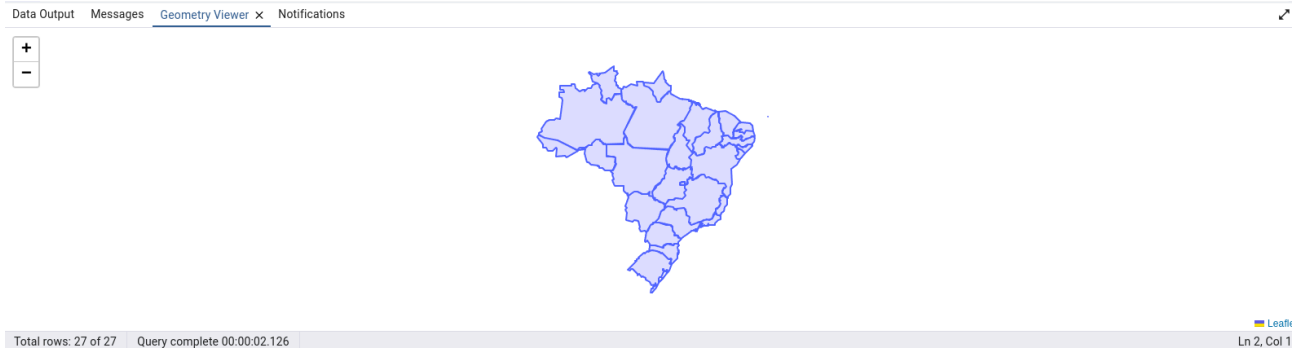 Data Output Messages Geometry Viewer × Notifications
+
−
Leafle
Total rows: 27 of 27 Query complete 00:00:02.126 Ln 2, Col 1